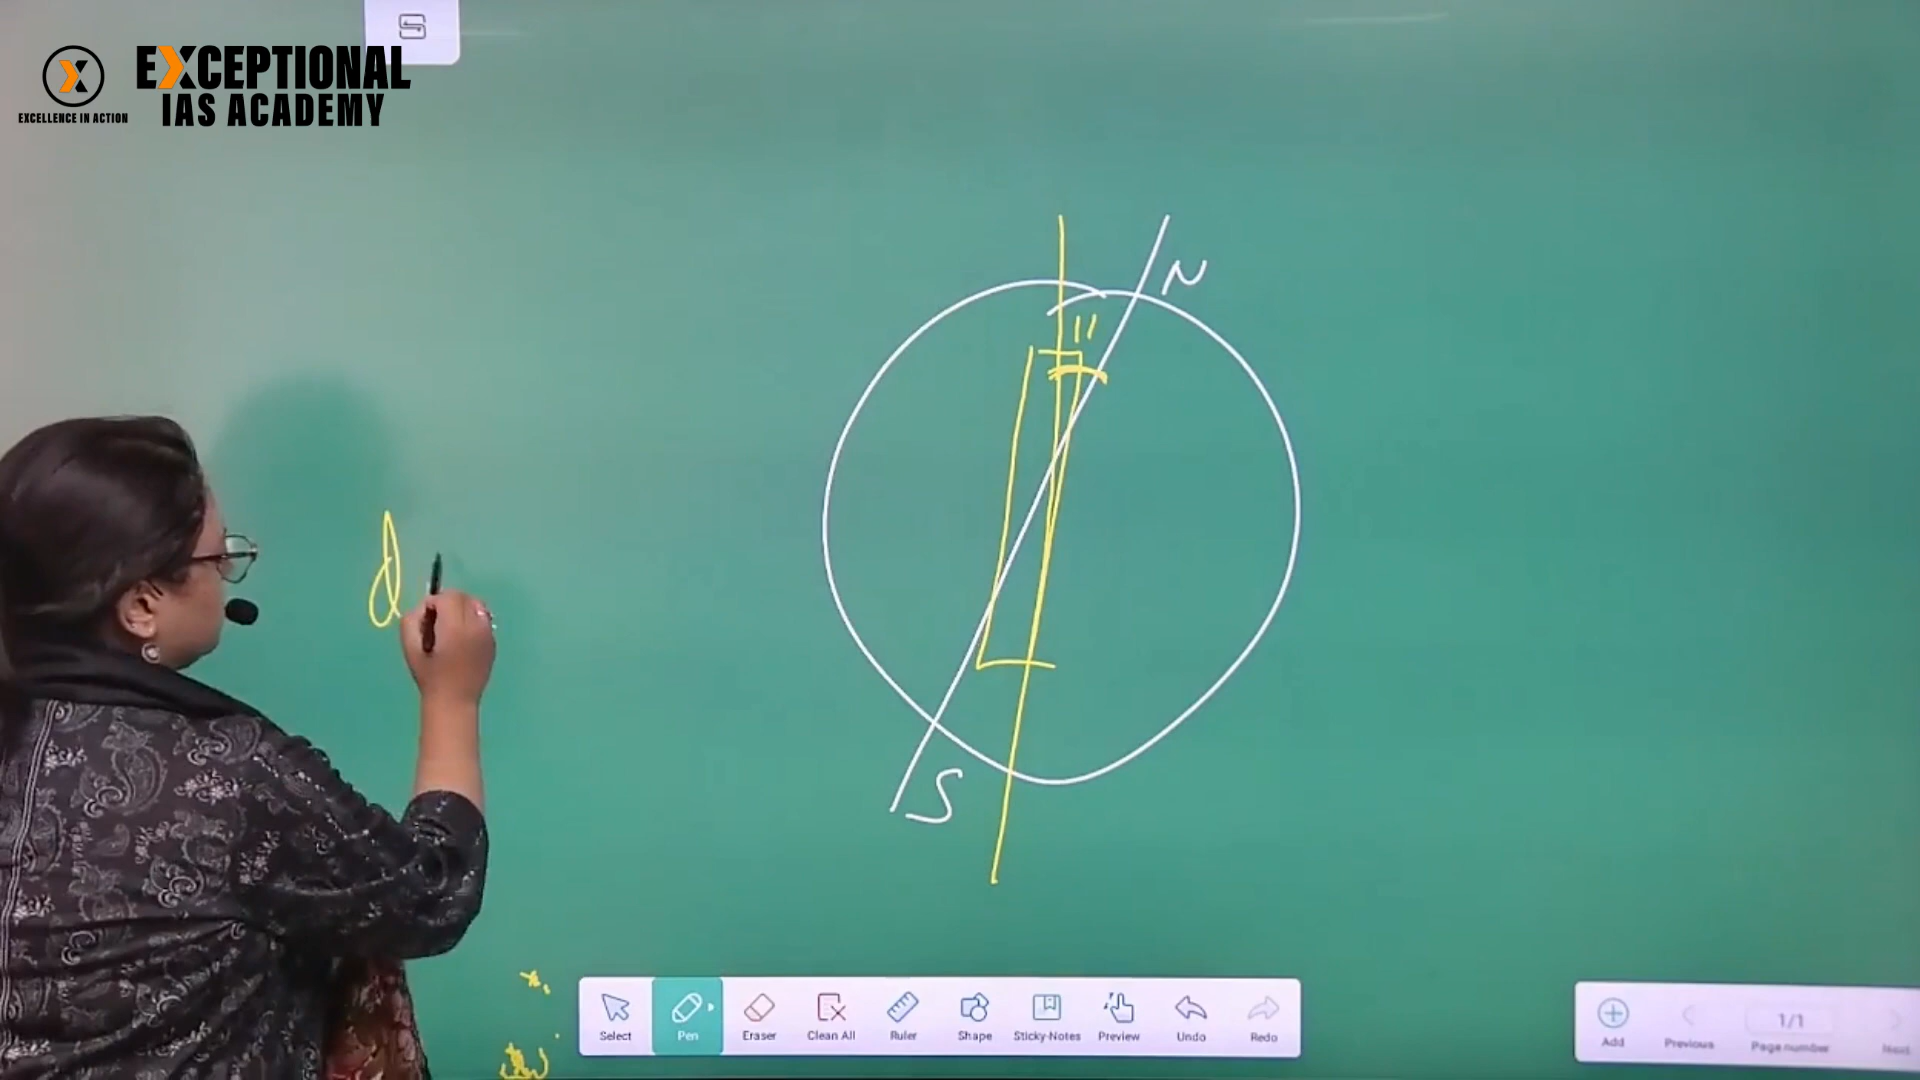 EXCEPTIONAL
IAS ACADEMY
EXCELLENCE IN ACTION
N
11
d
S
Select
Pen
Eraser
Clean All
Ruler
Shape
Sticky-Notes
Preview
Undo
Redo
Add
Previous
1/1
Page number
Next